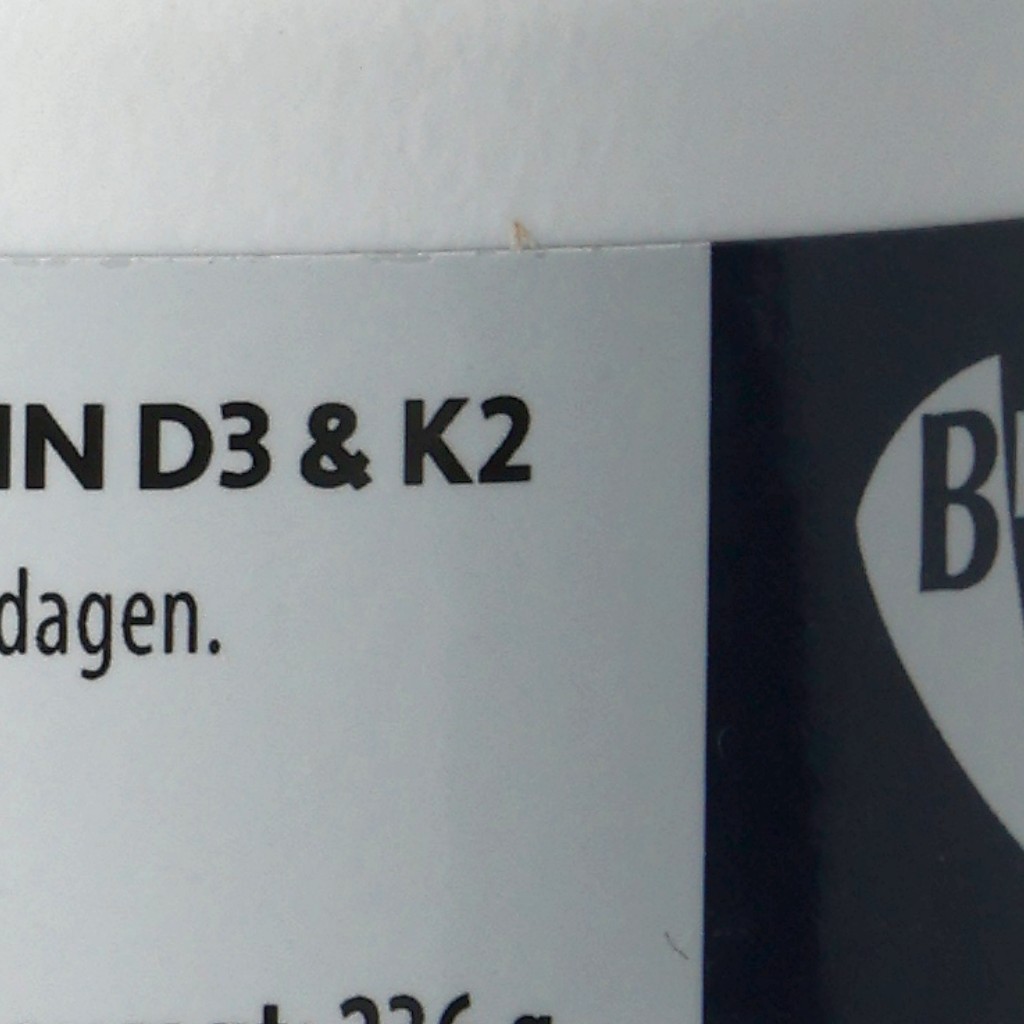 IN D3 & K2
dagen.
B